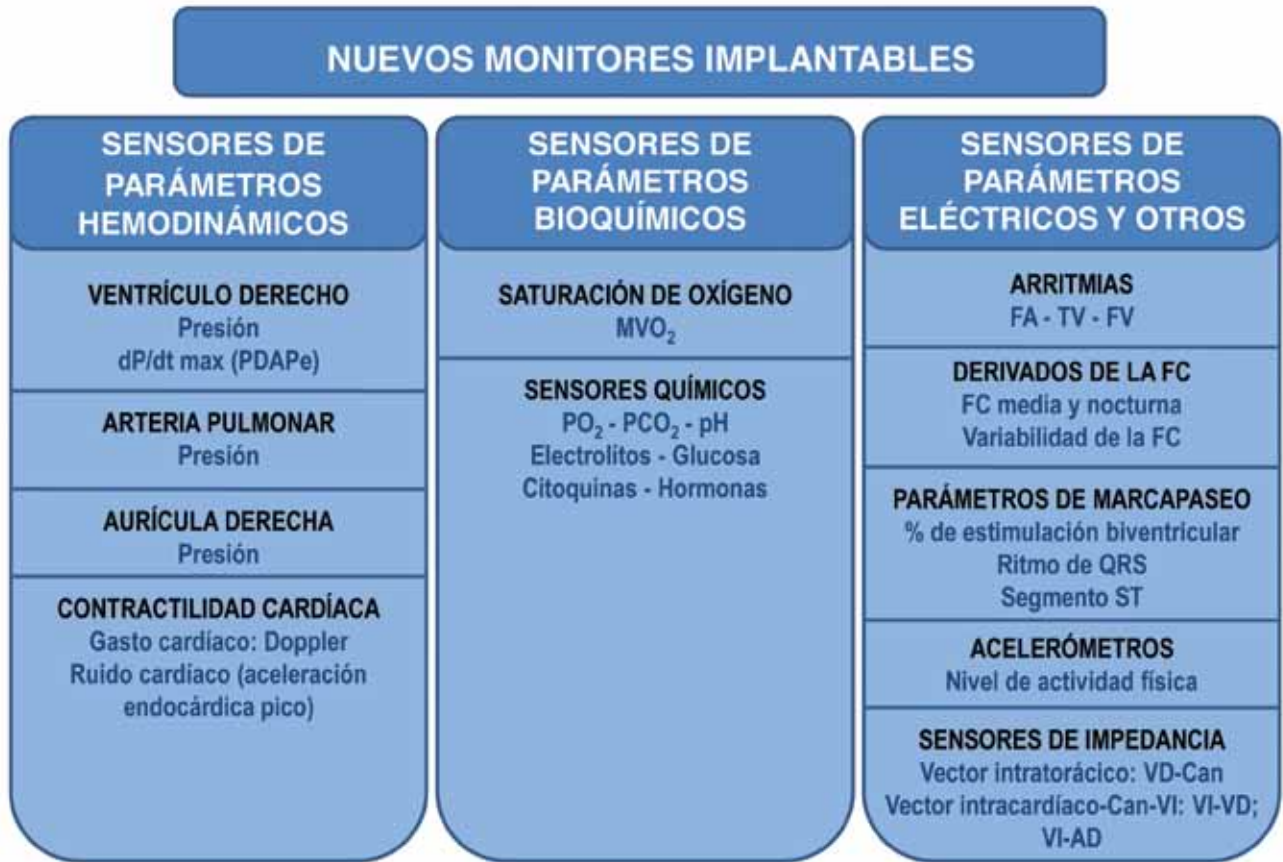 NUEVOS MONITORES IMPLANTABLES
SENSORES DE
PARÁMETROS
HEMODINÁMICOS
VENTRÍCULO DERECHO
Presión
dP/dt max (PDAPe)
ARTERIA PULMONAR
Presión
AURÍCULA DERECHA
Presión
CONTRACTILIDAD CARDÍACA
Gasto cardíaco: Doppler
Ruido cardíaco (aceleración
endocárdica pico)
SENSORES DE
PARÁMETROS
BIOQUÍMICOS
SATURACIÓN DE OXÍGENO
MVO₂
SENSORES QUÍMICOS
PO₂ - PCO₂ - pH
Electrolitos - Glucosa
Citoquinas - Hormonas
SENSORES DE
PARÁMETROS
ELÉCTRICOS Y OTROS
ARRITMIAS
FA - TV - FV
DERIVADOS DE LA FC
FC media y nocturna
Variabilidad de la FC
PARÁMETROS DE MARCAPASEO
% de estimulación biventricular
Ritmo de QRS
Segmento ST
ACELERÓMETROS
Nivel de actividad física
SENSORES DE IMPEDANCIA
Vector intratorácico: VD-Can
Vector intracardíaco-Can-VI: VI-VD;
VI-AD